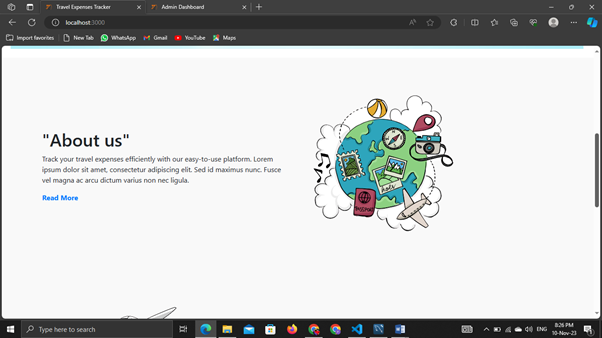 Travel Expenses Tracker
Admin Dashboard
localhost:3000
Import favorites
New Tab
WhatsApp
Gmail
YouTube
Maps
"About us"
Track your travel expenses efficiently with our easy-to-use platform. Lorem
ipsum dolor sit amet, consectetur adipiscing elit. Sed id maximus nunc. Fusce
vel magna ac arcu dictum varius non nec ligula.
Read More
PASSPORT
Type here to search
ENG
8:26 PM
10-Nov-23